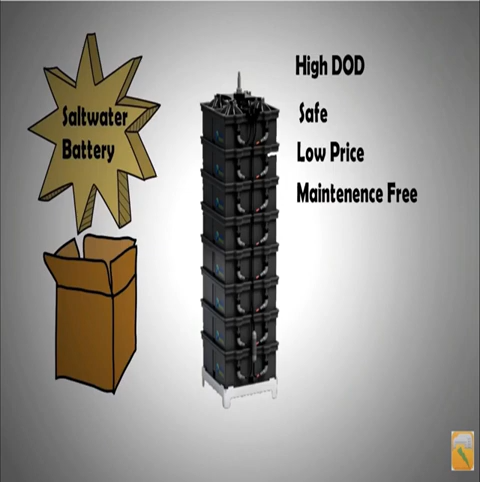 Saltwater
Battery
High DOD
Safe
Low Price
Maintenence Free